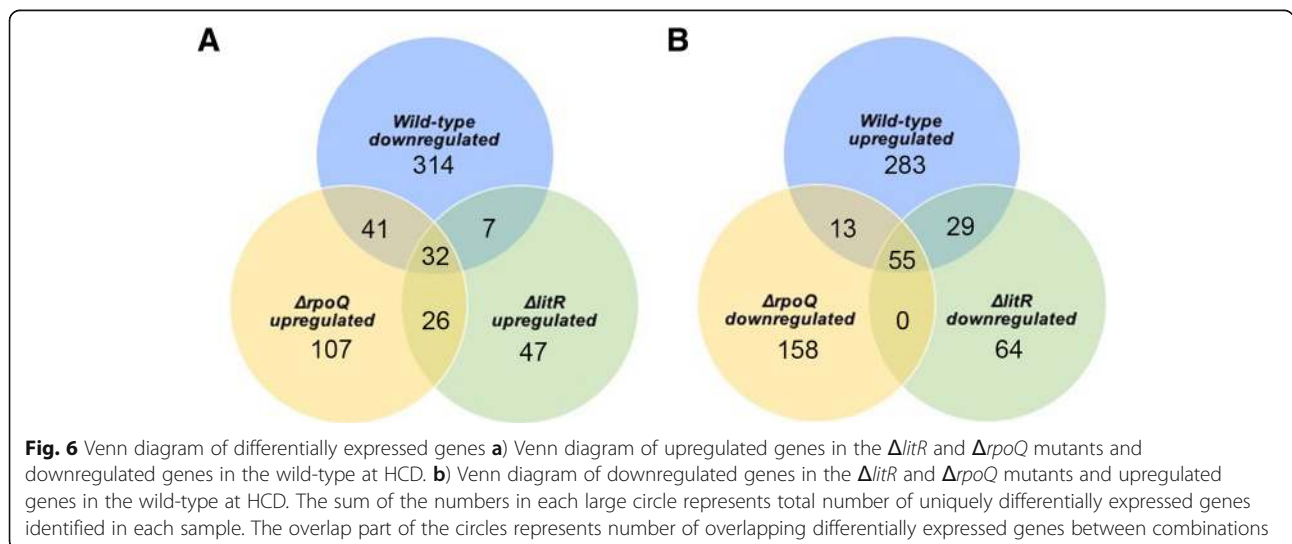 A
B
Wild-type
downregulated
314
41
7
32
ΔrpoQ
upregulated
107
26
ΔlitR
upregulated
47
Wild-type
upregulated
283
13
29
55
ΔrpoQ
downregulated
158
0
ΔlitR
downregulated
64
Fig. 6 Venn diagram of differentially expressed genes a) Venn diagram of upregulated genes in the ΔlitR and ΔrpoQ mutants and
downregulated genes in the wild-type at HCD. b) Venn diagram of downregulated genes in the ΔlitR and ΔrpoQ mutants and upregulated
genes in the wild-type at HCD. The sum of the numbers in each large circle represents total number of uniquely differentially expressed genes
identified in each sample. The overlap part of the circles represents number of overlapping differentially expressed genes between combinations